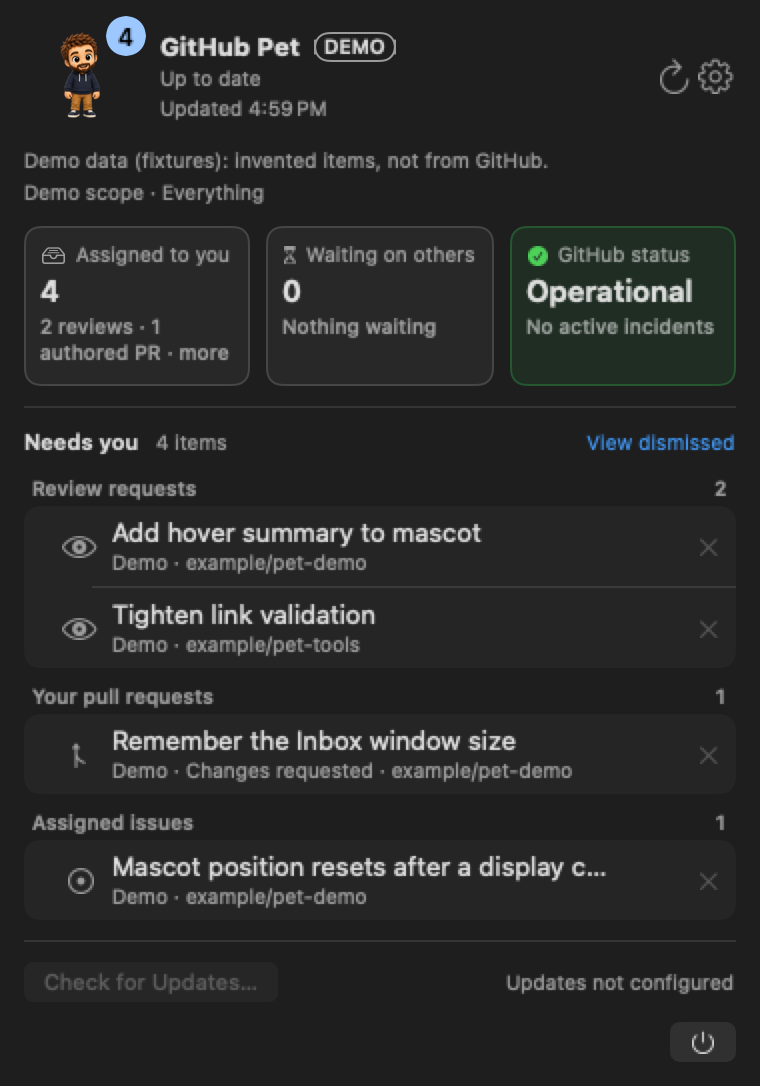 4
GitHub Pet DEMO
Up to date
Updated 4:59 PM
Demo data (fixtures): invented items, not from GitHub.
Demo scope · Everything
Assigned to you
4
2 reviews · 1
authored PR · more
Waiting on others
0
Nothing waiting
GitHub status
Operational
No active incidents
Needs you 4 items View dismissed
Review requests 2
Add hover summary to mascot
Demo · example/pet-demo
Tighten link validation
Demo · example/pet-tools
Your pull requests 1
Remember the Inbox window size
Demo · Changes requested · example/pet-demo
Assigned issues 1
Mascot position resets after a display c...
Demo · example/pet-demo
Check for Updates... Updates not configured